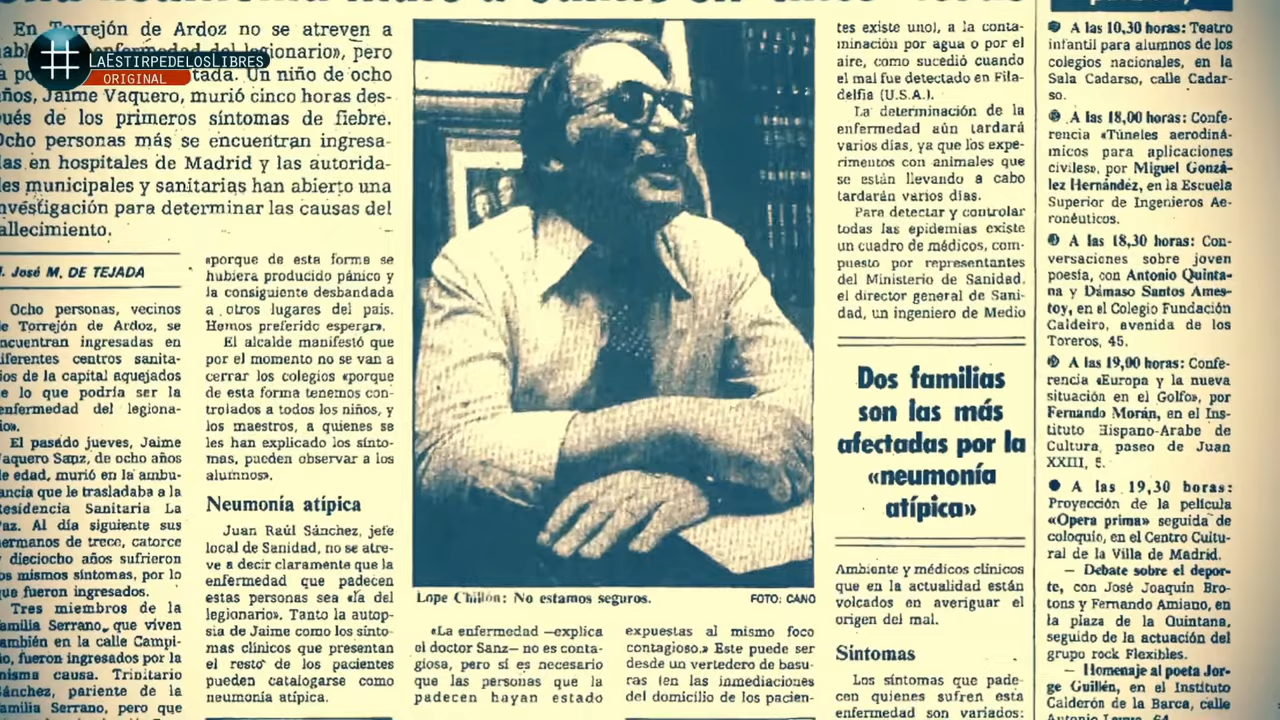 LAESTIRPEDELOSLIBRES
ORIGINAL
En Torrejón de Ardoz no se atreven a
enfermedad del legionario», pero
tada. Un niño de ocho
ños, Jaime Vaquero, murió cinco horas des-
ués de los primeros síntomas de fiebre.
Ocho personas más se encuentran ingresa-
das en hospitales de Madrid y las autorida-
des municipales y sanitarias han abierto una
nvestigación para determinar las causas del
allecimiento.
J. José M. DE TEJADA
Ocho personas, vecinos
de Torrejón de Ardoz, se
ncuentran ingresadas en
diferentes centros sanita-
rios de la capital aquejados
de lo que podría ser la
enfermedad del legiona-
rio».
El pasado jueves, Jaime
Vaquero Sanz, de ocho años
de edad, murió en la ambu-
lancia que le trasladaba a la
Residencia Sanitaria La
Paz. Al día siguiente sus
hermanos de trece, catorce
y dieciocho años sufrieron
os mismos síntomas, por lo
que fueron ingresados.
Tres miembros de la
familia Serrano, que viven
también en la calle Campi-
ño, fueron ingresados por la
misma causa. Trinitario
Sánchez, pariente de la
familia Serrano, pero que
«porque de esta forma se
hubiera producido pánico y
la consiguiente desbandada
a otros lugares del país.
Hemos preferido esperar».
El alcalde manifestó que
por el momento no se van a
cerrar los colegios «porque
de esta forma tenemos con-
trolados a todos los niños, y
los maestros, a quienes se
les han explicado los sínto-
mas, pueden observar a los
alumnos».
Neumonía atípica
Juan Raúl Sánchez, jefe
local de Sanidad, no se atre-
ve a decir claramente que la
enfermedad que padecen
estas personas sea «la del
legionario». Tanto la autop-
sia de Jaime como los sínto-
mas clínicos que presentan
el resto de los pacientes
pueden catalogarse como
neumonía atípica.
Lope Chillón: No estamos seguros.
FOTO: CANO
«La enfermedad —explica
el doctor Sanz— no es conta-
giosa, pero sí es necesario
que las personas que la
padecen hayan estado
expuestas al mismo foco
contagioso.» Este puede ser
desde un vertedero de basu-
ras (en las inmediaciones
del domicilio de los pacien-
tes existe uno), a la conta-
minación por agua o por el
aire, como sucedió cuando
el mal fue detectado en Fila-
delfia (U.S.A.).
La determinación de la
enfermedad aún tardará
varios días, ya que los expe-
rimentos con animales que
se están llevando a cabo
tardarán varios días.
Para detectar y controlar
todas las epidemias existe
un cuadro de médicos, com-
puesto por representantes
del Ministerio de Sanidad,
el director general de Sani-
dad, un ingeniero de Medio
Dos familias
son las más
afectadas por la
«neumonía
atípica»
Ambiente y médicos clínicos
que en la actualidad están
volcados en averiguar el
origen del mal.
Síntomas
Los síntomas que pade-
cen quienes sufren esta
enfermedad son variados:
A las 10,30 horas: Teatro
infantil para alumnos de los
colegios nacionales, en la
Sala Cadarso, calle Cadar-
so.
A las 18,00 horas: Confe-
rencia «Túneles aerodiná-
micos para aplicaciones
civiles», por Miguel Gonzá-
lez Hernández, en la Escuela
Superior de Ingenieros Ae-
ronéuticos.
A las 18,30 horas: Con-
versaciones sobre joven
poesía, con Antonio Quinta-
na y Dámaso Santos Ames-
toy, en el Colegio Fundación
Caldeiro, avenida de los
Toreros, 45.
A las 19,00 horas: Confe-
rencia «Europa y la nueva
situación en el Golfo», por
Fernando Morán, en el Ins-
tituto Hispano-Arabe de
Cultura, paseo de Juan
XXIII, 5.
● A las 19,30 horas:
Proyección de la película
«Opera prima» seguida de
coloquio, en el Centro Cultu-
ral de la Villa de Madrid.
— Debate sobre el depor-
te, con José Joaquín Bro-
tons y Fernando Amiano, en
la plaza de la Quintana,
seguido de la actuación del
grupo rock Flexibles.
— Homenaje al poeta Jor-
ge Guillén, en el Instituto
Calderón de la Barca, calle